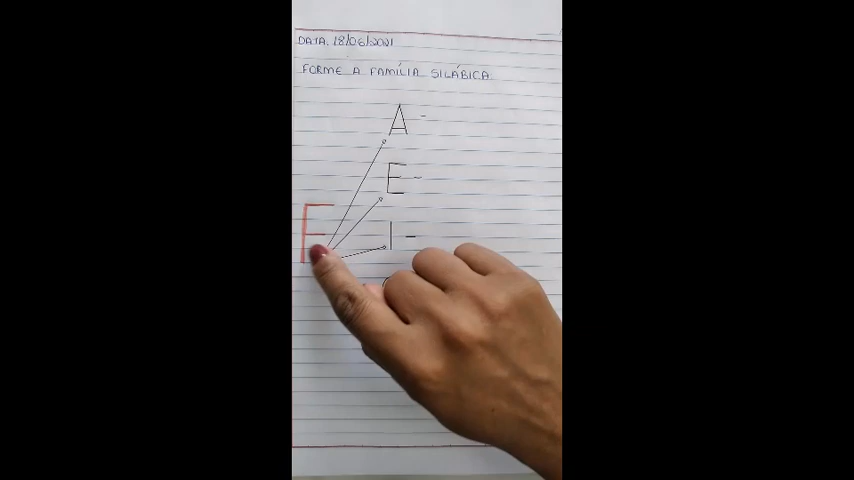 DATA. 18/06/2021
FORME A FAMÍLIA SILÁBICA.
A -
E -
F
I -